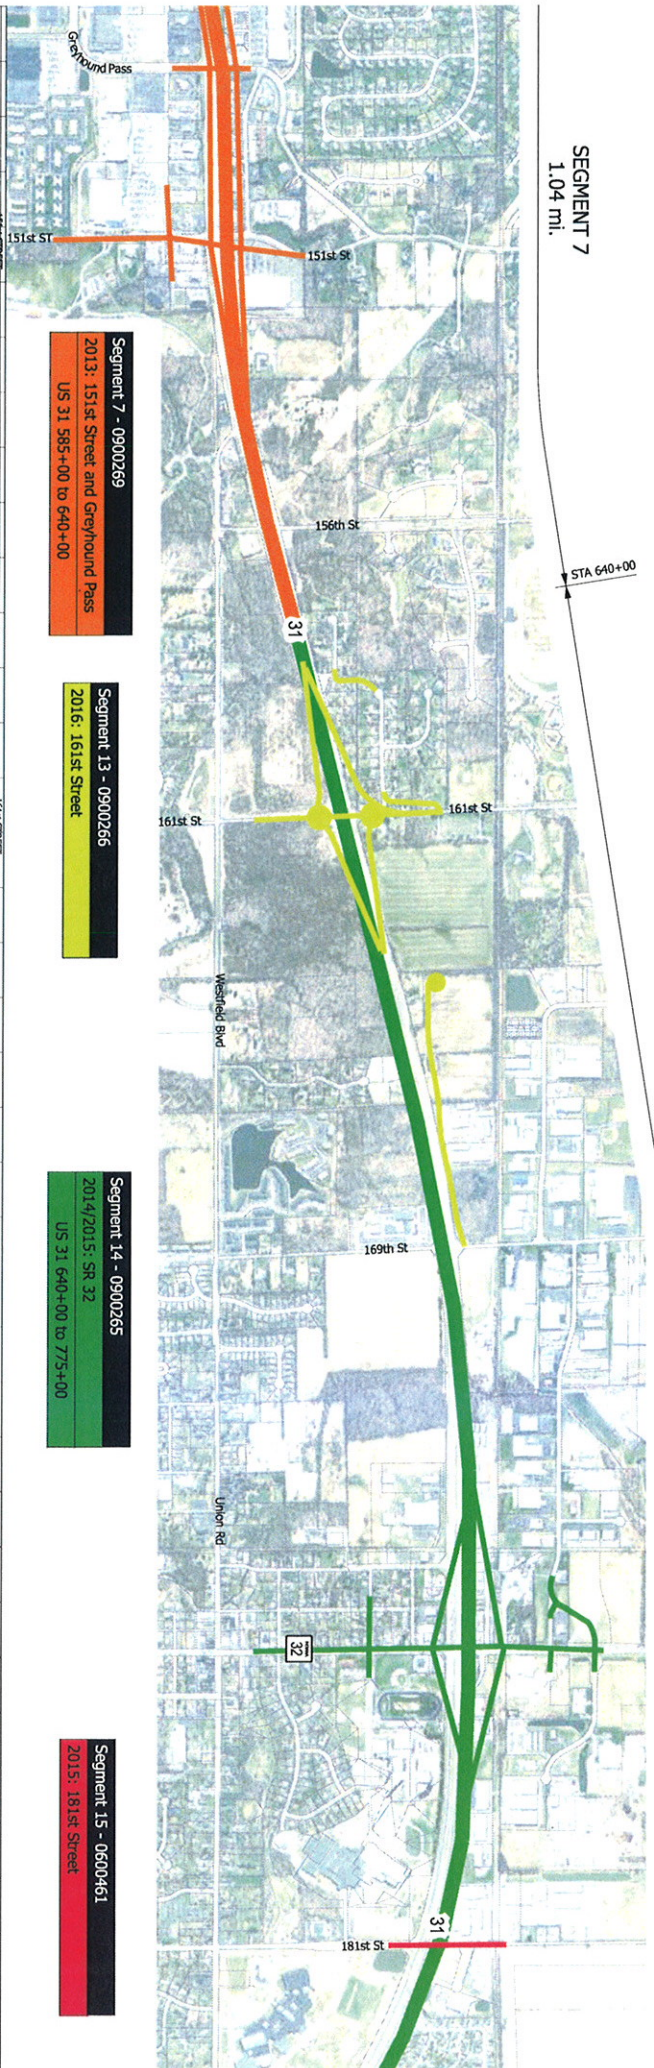 SEGMENT 7
1.04 mi.
STA 640+00
Greyhound Pass
151st ST
151st St
156th St
31
161st St
161st St
Westfield Blvd
169th St
Union Rd
32
31
181st St
Segment 7 - 0900269
2013: 151st Street and Greyhound Pass
US 31 585+00 to 640+00
Segment 13 - 0900266
2016: 161st Street
Segment 14 - 0900265
2014/2015: SR 32
US 31 640+00 to 775+00
Segment 15 - 0600461
2015: 181st Street